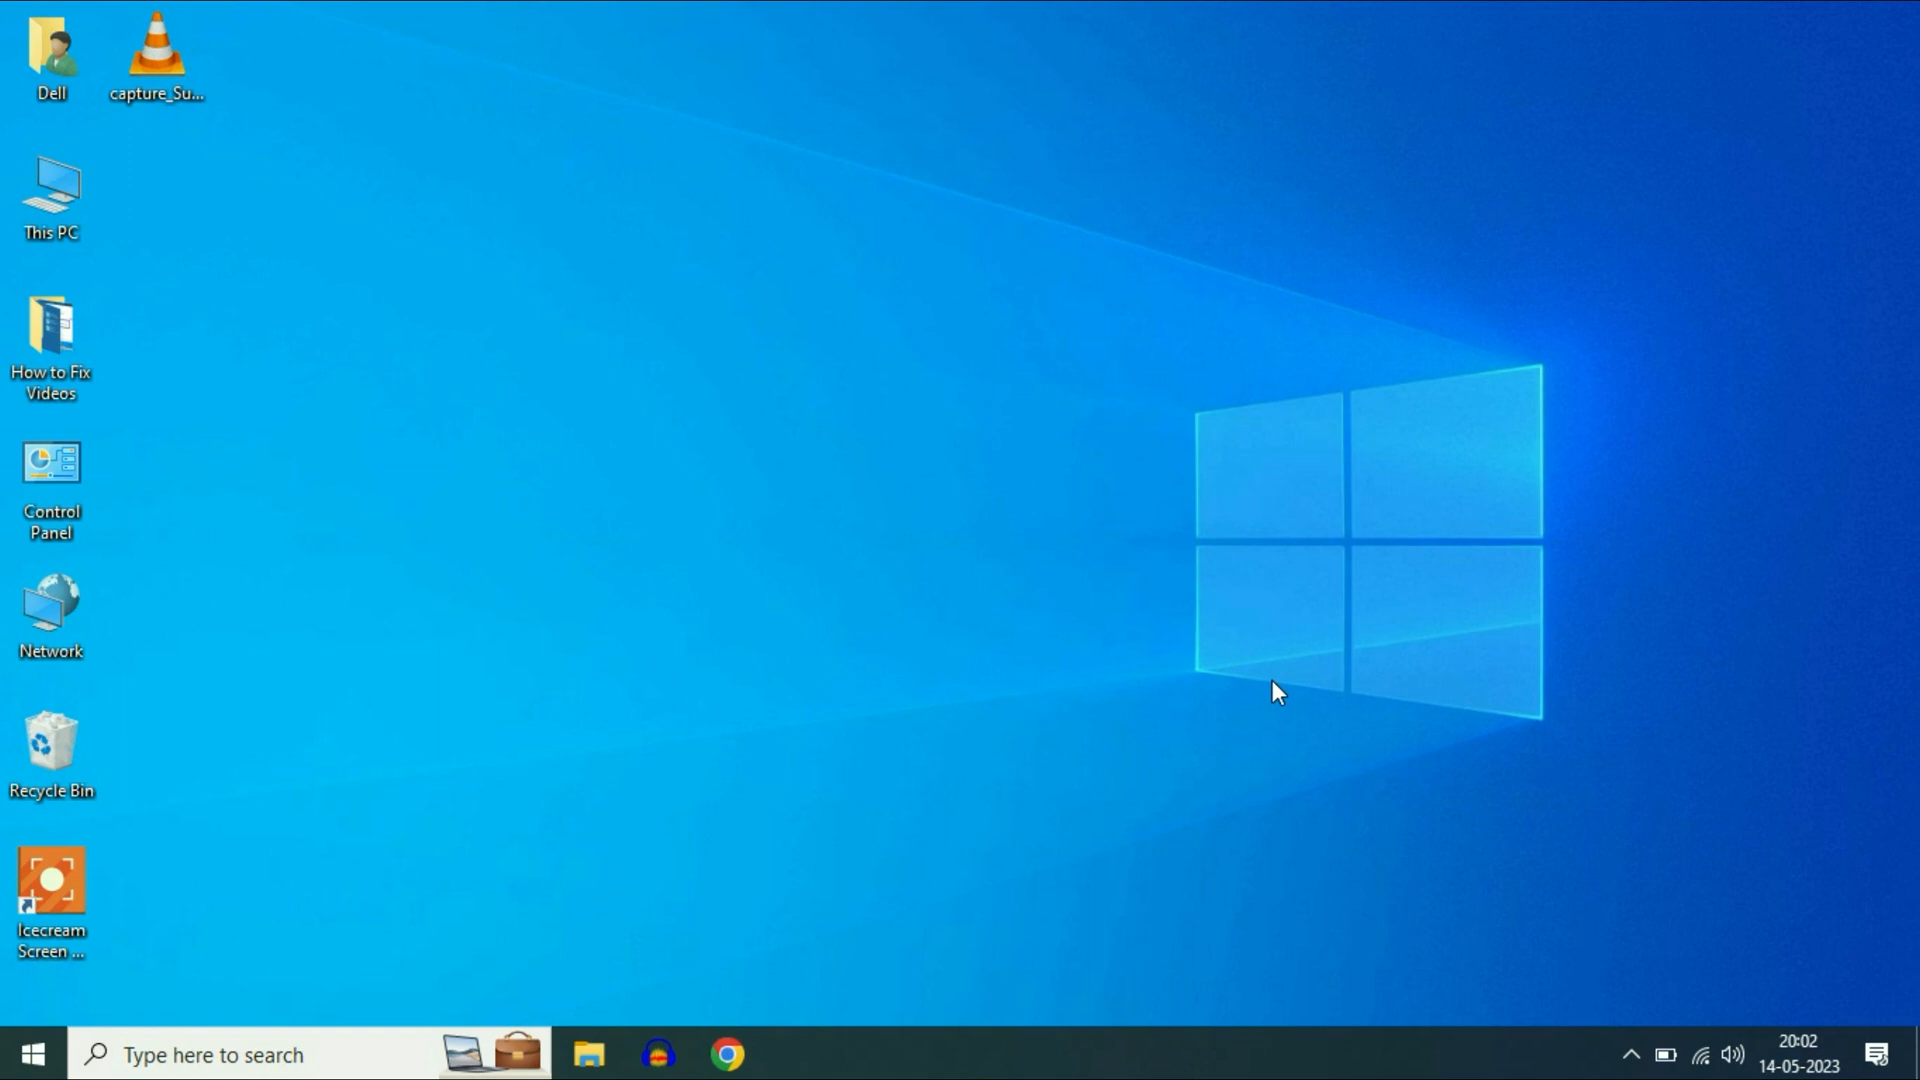 Dell
capture_Su...
This PC
How to Fix
Videos
Control
Panel
Network
Recycle Bin
Icecream
Screen ...
Type here to search
20:02
14-05-2023